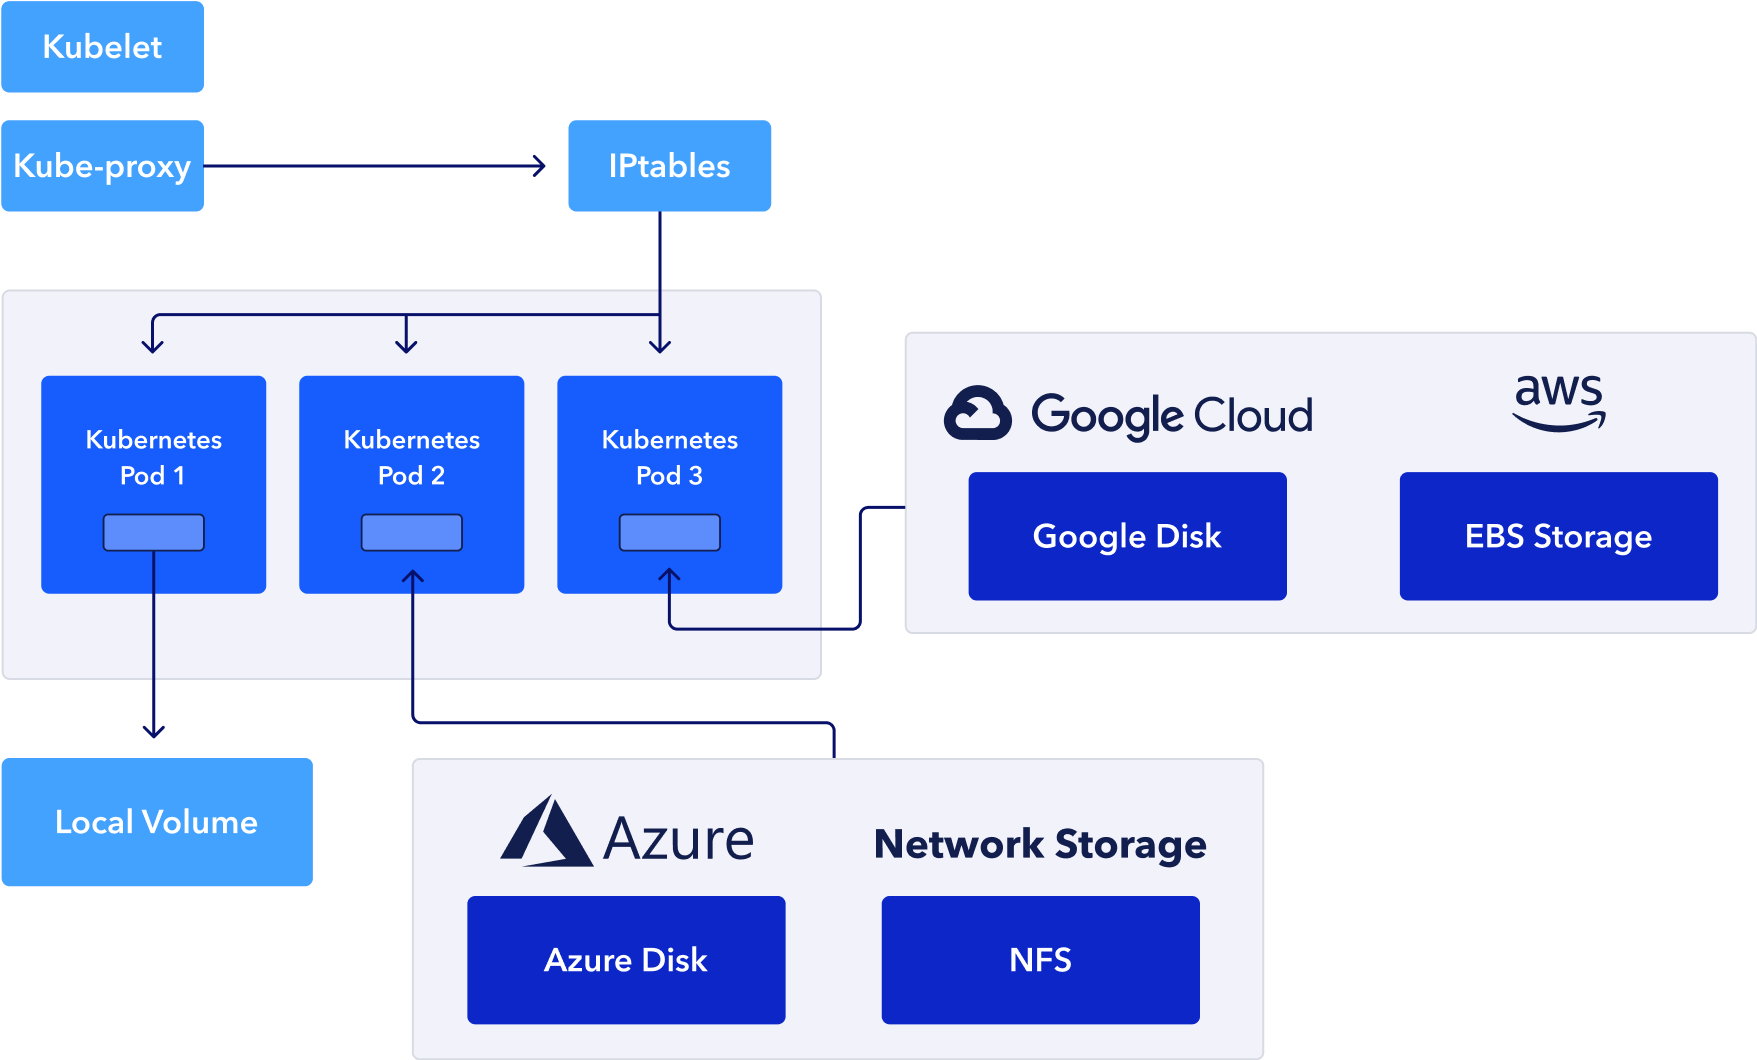 Kubelet
Kube-proxy
IPtables
Kubernetes
Pod 1
Kubernetes
Pod 2
Kubernetes
Pod 3
Google Cloud
aws
Google Disk
EBS Storage
Local Volume
Azure
Network Storage
Azure Disk
NFS